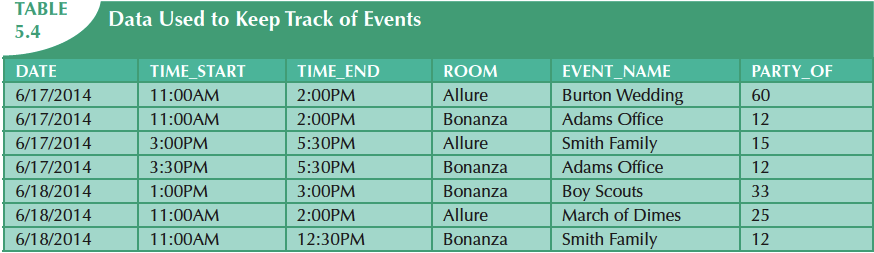 TABLE
5.4
Data Used to Keep Track of Events
DATE TIME_START TIME_END ROOM EVENT_NAME PARTY_OF
6/17/2014 11:00AM 2:00PM Allure Burton Wedding 60
6/17/2014 11:00AM 2:00PM Bonanza Adams Office 12
6/17/2014 3:00PM 5:30PM Allure Smith Family 15
6/17/2014 3:30PM 5:30PM Bonanza Adams Office 12
6/18/2014 1:00PM 3:00PM Bonanza Boy Scouts 33
6/18/2014 11:00AM 2:00PM Allure March of Dimes 25
6/18/2014 11:00AM 12:30PM Bonanza Smith Family 12